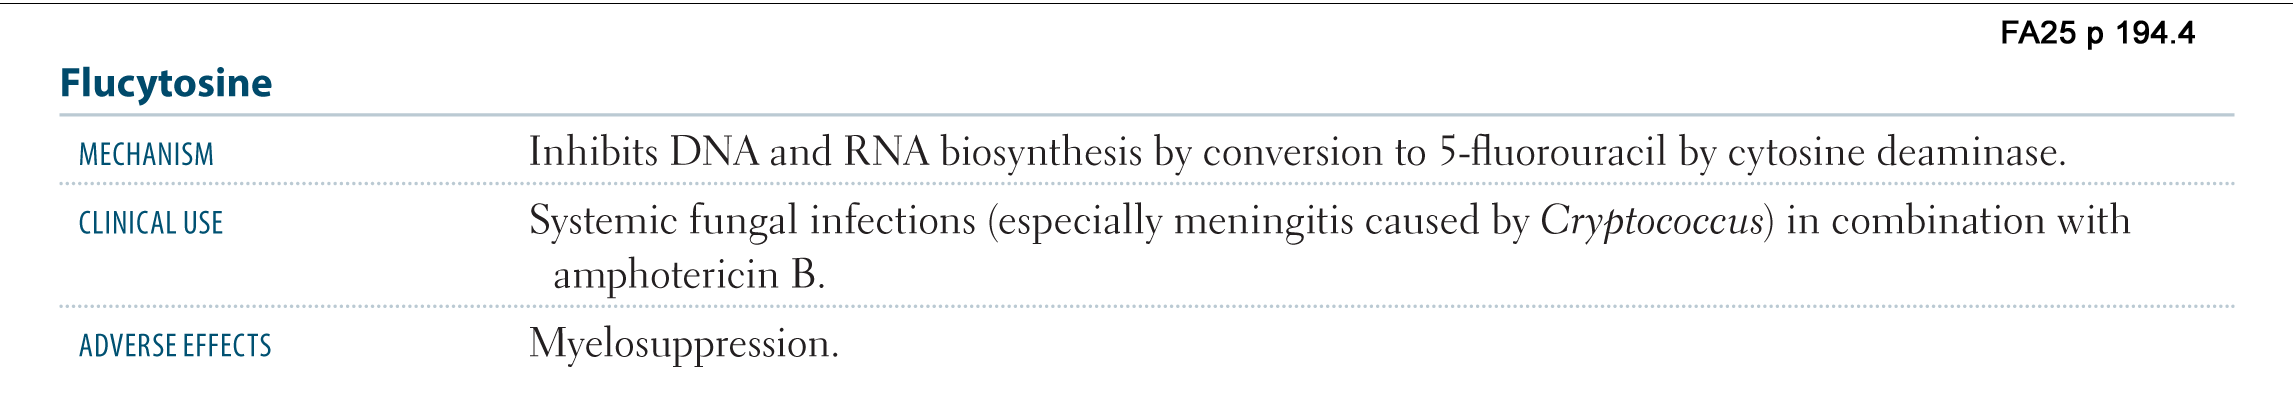 FA25 p 194.4
Flucytosine
MECHANISM Inhibits DNA and RNA biosynthesis by conversion to 5-fluorouracil by cytosine deaminase.
CLINICAL USE Systemic fungal infections (especially meningitis caused by Cryptococcus) in combination with
amphotericin B.
ADVERSE EFFECTS Myelosuppression.